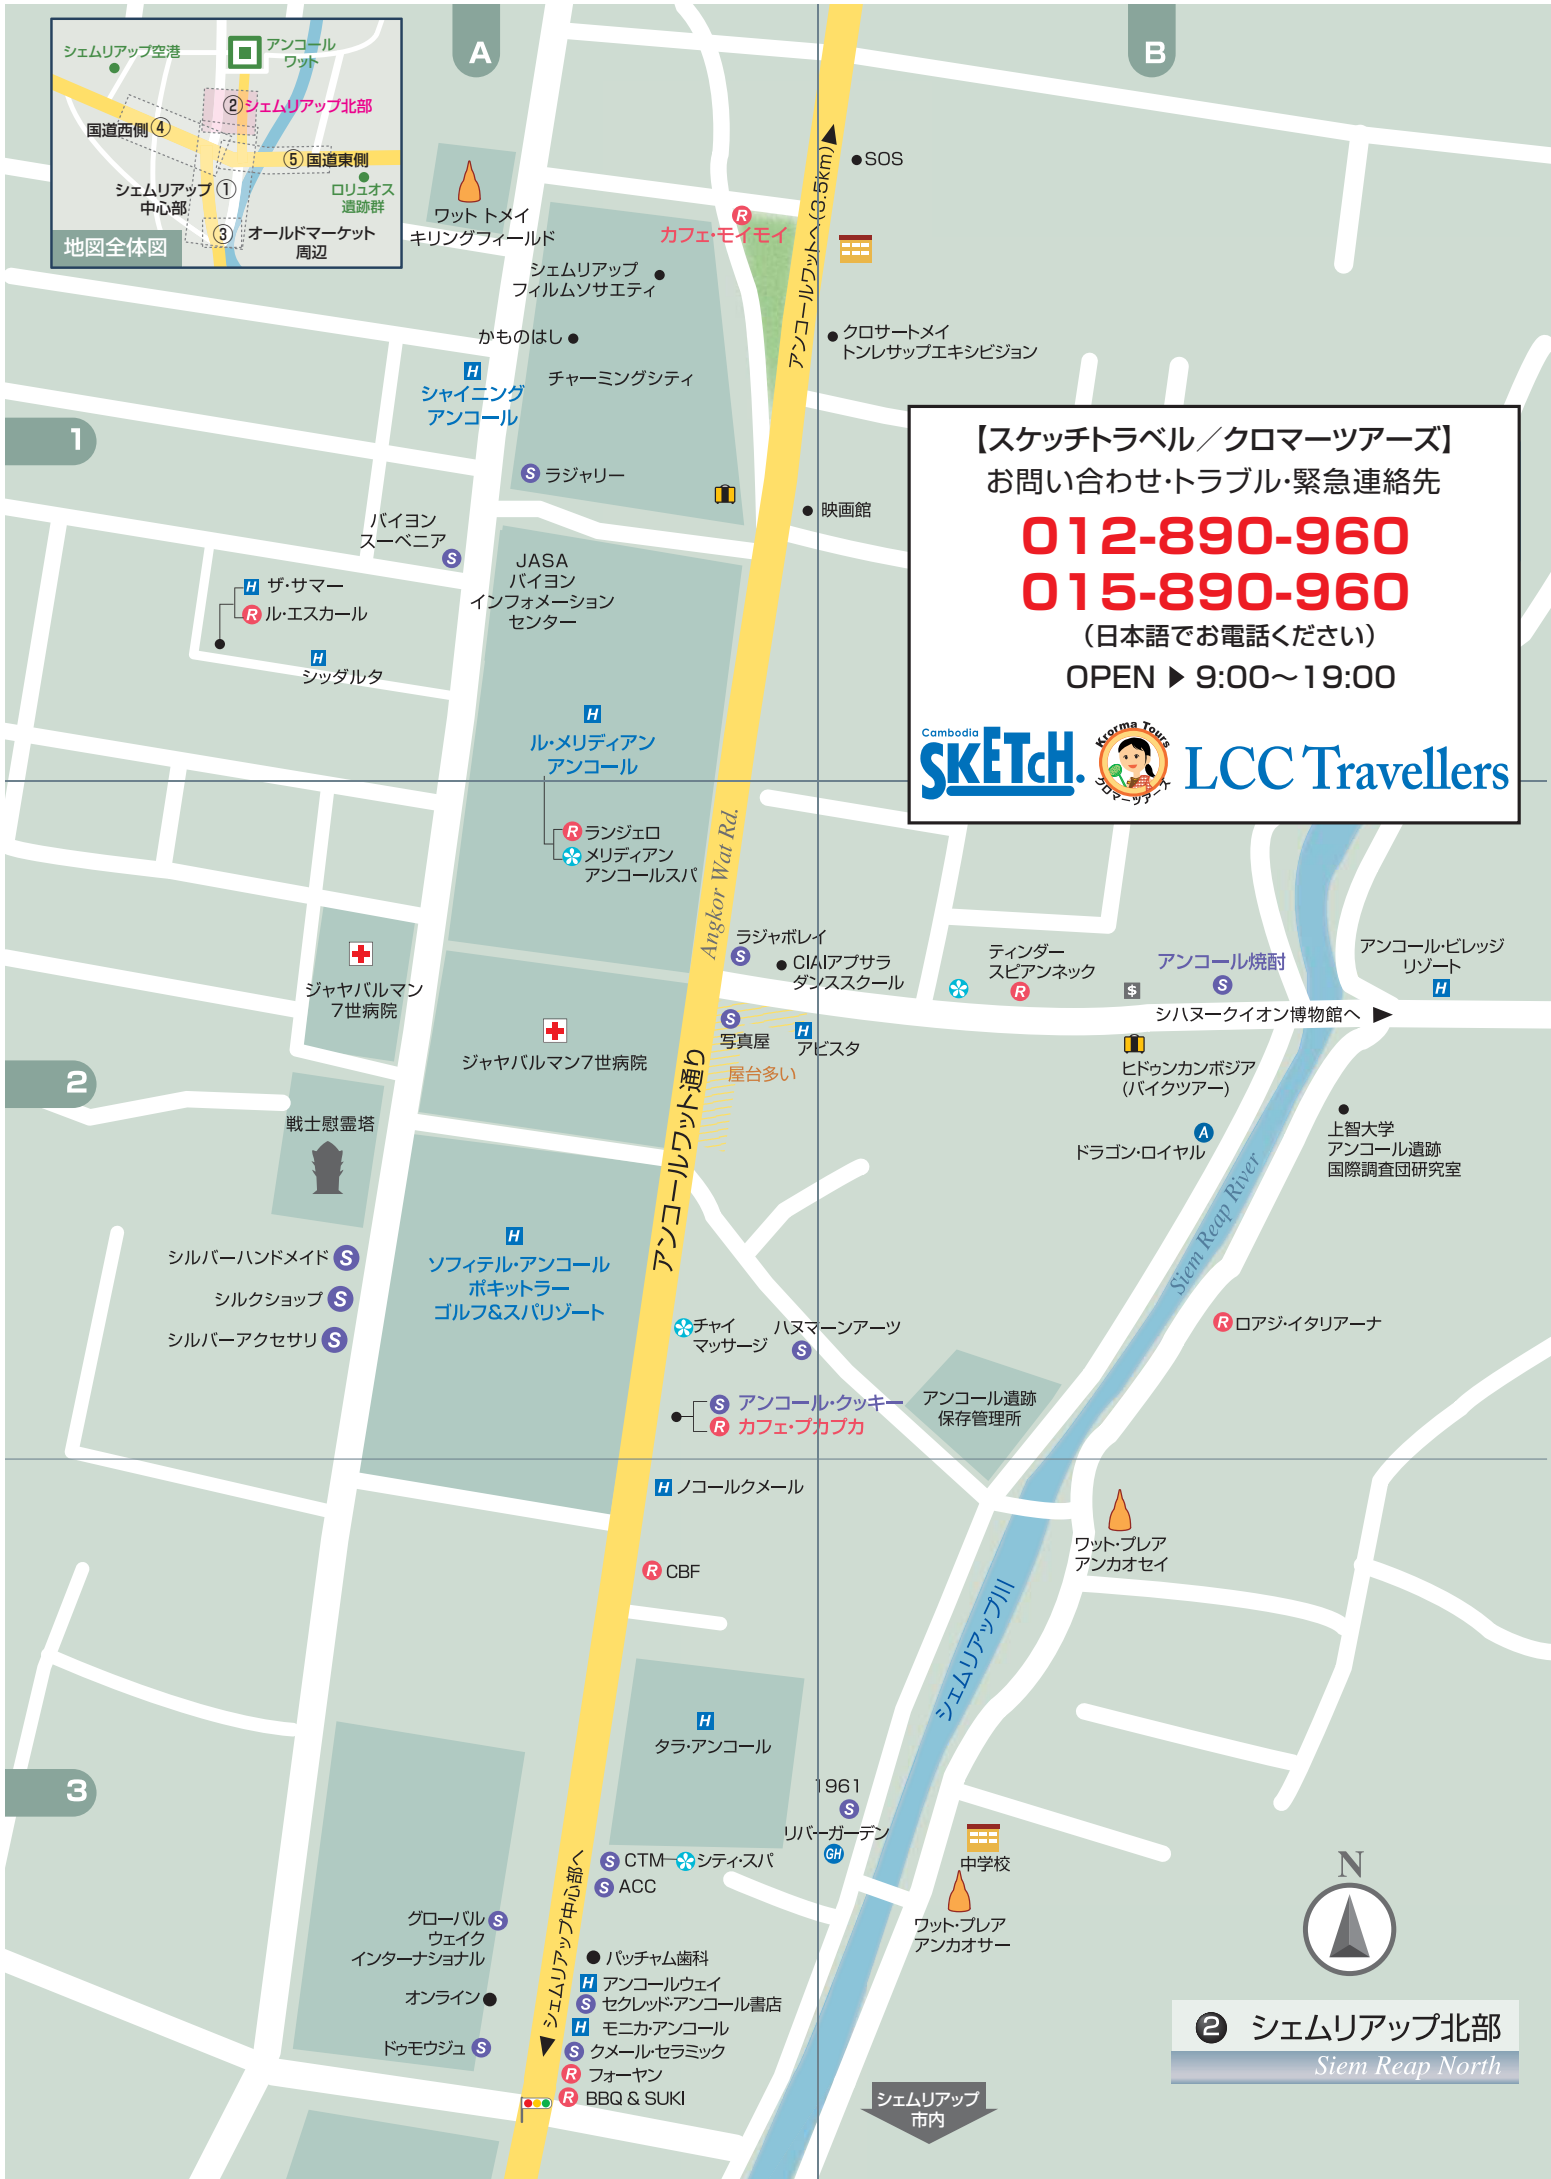 A
B
シェムリアップ空港
アンコール
ワット
②シェムリアップ北部
国道西側④
⑤国道東側
シェムリアップ①
中心部
ロリュオス
遺跡群
③ オールドマーケット
周辺
地図全体図
アンコールワットへ(3.5km)
SOS
ワット トメイ
キリングフィールド
R
カフェ・モイモイ
シェムリアップ
フィルムソサエティ
かものはし
クロサートメイ
トンレサップエキシビジョン
H
シャイニング
アンコール
チャーミングシティ
1
S ラジャリー
映画館
【スケッチトラベル/クロマーツアーズ】
お問い合わせ・トラブル・緊急連絡先
012-890-960
015-890-960
(日本語でお電話ください)
OPEN ▶ 9:00〜19:00
Cambodia
SKETCH.
Krorma Tours
クロマーツアーズ
LCC Travellers
バイヨン
スーベニア
S
JASA
バイヨン
インフォメーション
センター
H ザ・サマー
R ル・エスカール
H
シッダルタ
H
ル・メリディアン
アンコール
R ランジェロ
メリディアン
アンコールスパ
Angkor Wat Rd.
ラジャボレイ
S
CIAIアプサラ
ダンススクール
ティンダー
スピアンネック
R
$
アンコール焼酎
S
アンコール・ビレッジ
リゾート
H
シハヌークイオン博物館へ ▶
ジャヤバルマン
7世病院
ジャヤバルマン7世病院
S
写真屋
H
アビスタ
屋台多い
アンコールワット通り
2
ヒドゥンカンボジア
(バイクツアー)
A
ドラゴン・ロイヤル
上智大学
アンコール遺跡
国際調査団研究室
戦士慰霊塔
Siem Reap River
シルバーハンドメイド S
シルクショップ S
シルバーアクセサリ S
H
ソフィテル・アンコール
ポキットラー
ゴルフ&スパリゾート
チャイ
マッサージ
ハヌマーンアーツ
S
R ロアジ・イタリアーナ
S アンコール・クッキー
R カフェ・プカプカ
アンコール遺跡
保存管理所
H ノコールクメール
R CBF
ワット・プレア
アンカオセイ
シェムリアップ川
H
タラ・アンコール
3
1961
S
リバーガーデン
GH
S CTM シティ・スパ
S ACC
中学校
ワット・プレア
アンカオサー
シェムリアップ中心部へ
グローバル S
ウェイク
インターナショナル
オンライン
ドゥモウジュ S
パッチャム歯科
H アンコールウェイ
S セクレッド・アンコール書店
H モニカ・アンコール
S クメール・セラミック
R フォーヤン
R BBQ & SUKI
シェムリアップ
市内
N
❷ シェムリアップ北部
Siem Reap North